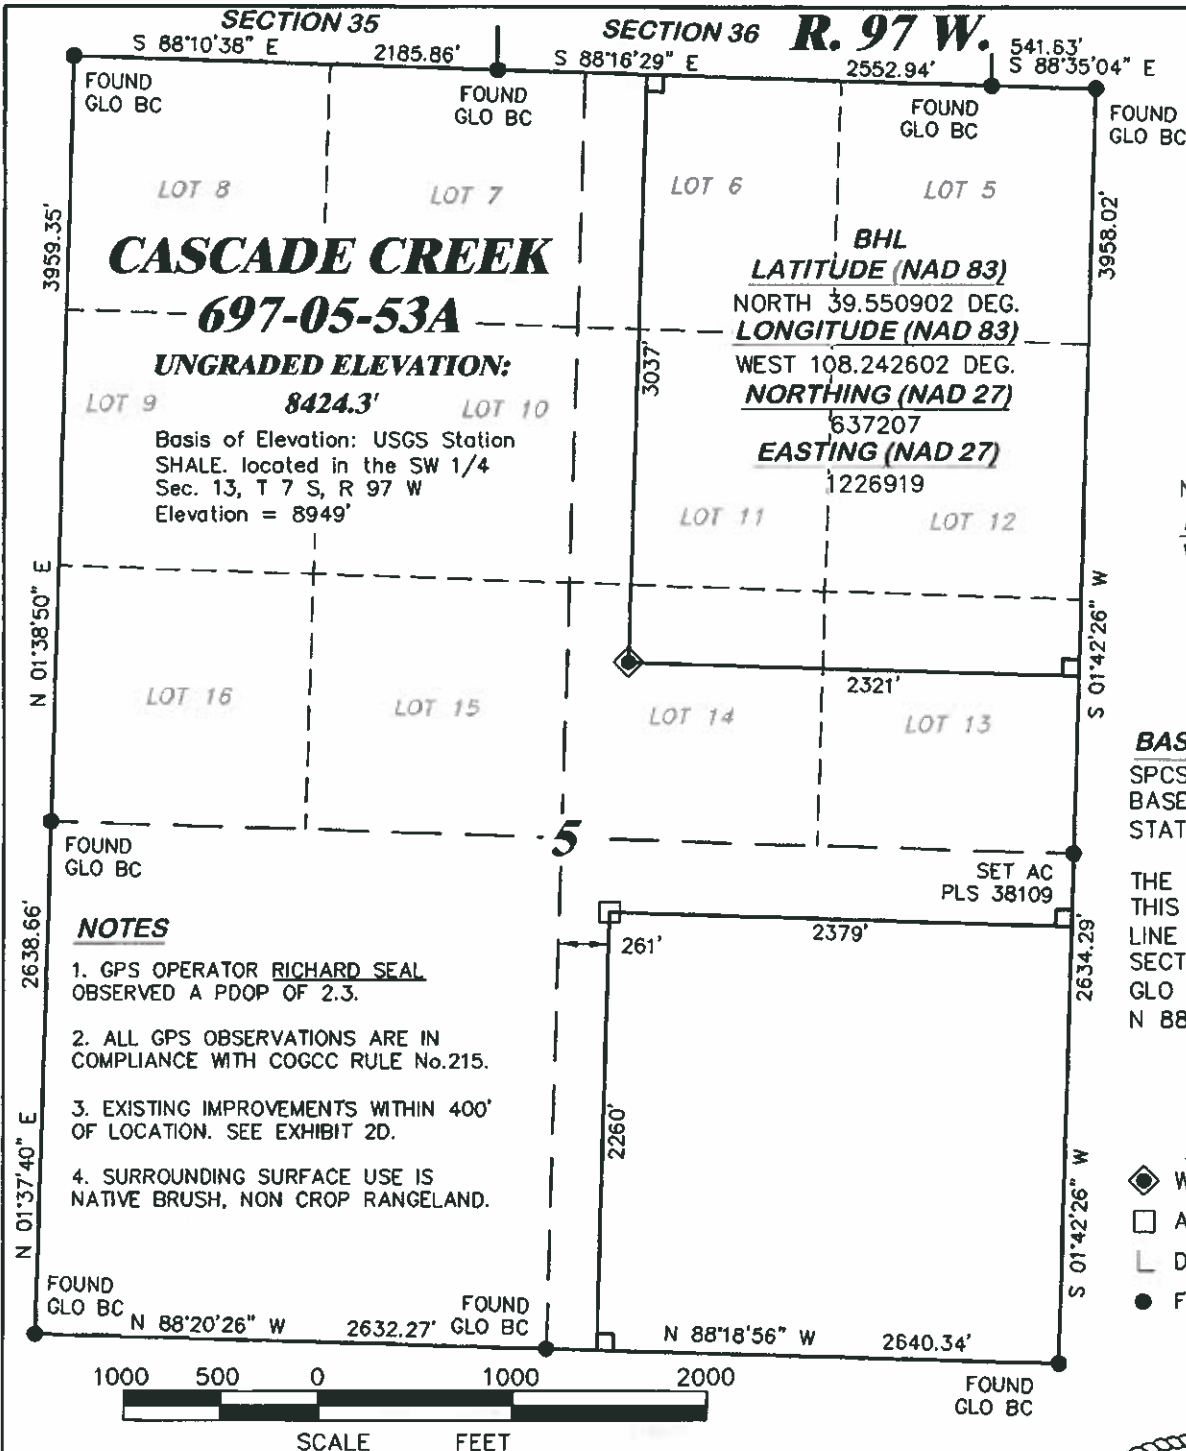 SECTION 35
SECTION 36
R. 97 W.
S 88°10'38" E
2185.86'
S 88°16'29" E
2552.94'
541.63'
S 88°35'04" E
FOUND
GLO BC
FOUND
GLO BC
FOUND
GLO BC
FOUND
GLO BC
LOT 8
LOT 7
LOT 6
LOT 5
3959.35'
3958.02'
CASCADE CREEK
697-05-53A
UNGRADED ELEVATION:
8424.3'
Basis of Elevation: USGS Station
SHALE. located in the SW 1/4
Sec. 13, T 7 S, R 97 W
Elevation = 8949'
BHL
LATITUDE (NAD 83)
NORTH 39.550902 DEG.
LONGITUDE (NAD 83)
WEST 108.242602 DEG.
NORTHING (NAD 27)
637207
EASTING (NAD 27)
1226919
3037'
LOT 9
LOT 10
LOT 11
LOT 12
N 01°38'50" E
S 01°42'26" W
2321'
LOT 16
LOT 15
LOT 14
LOT 13
BAS
SPCS
BASE
STAT
THE
THIS
LINE
SECT
GLO
N 88
5
FOUND
GLO BC
SET AC
PLS 38109
2379'
261'
2638.66'
2634.29'
NOTES
1. GPS OPERATOR RICHARD SEAL
OBSERVED A PDOP OF 2.3.
2. ALL GPS OBSERVATIONS ARE IN
COMPLIANCE WITH COGCC RULE No.215.
3. EXISTING IMPROVEMENTS WITHIN 400'
OF LOCATION. SEE EXHIBIT 2D.
4. SURROUNDING SURFACE USE IS
NATIVE BRUSH, NON CROP RANGELAND.
2260'
N 01°37'40" E
S 01°42'26" W
W
A
D
F
FOUND
GLO BC
N 88°20'26" W
2632.27'
FOUND
GLO BC
N 88°18'56" W
2640.34'
FOUND
GLO BC
1000 500 0 1000 2000
SCALE FEET